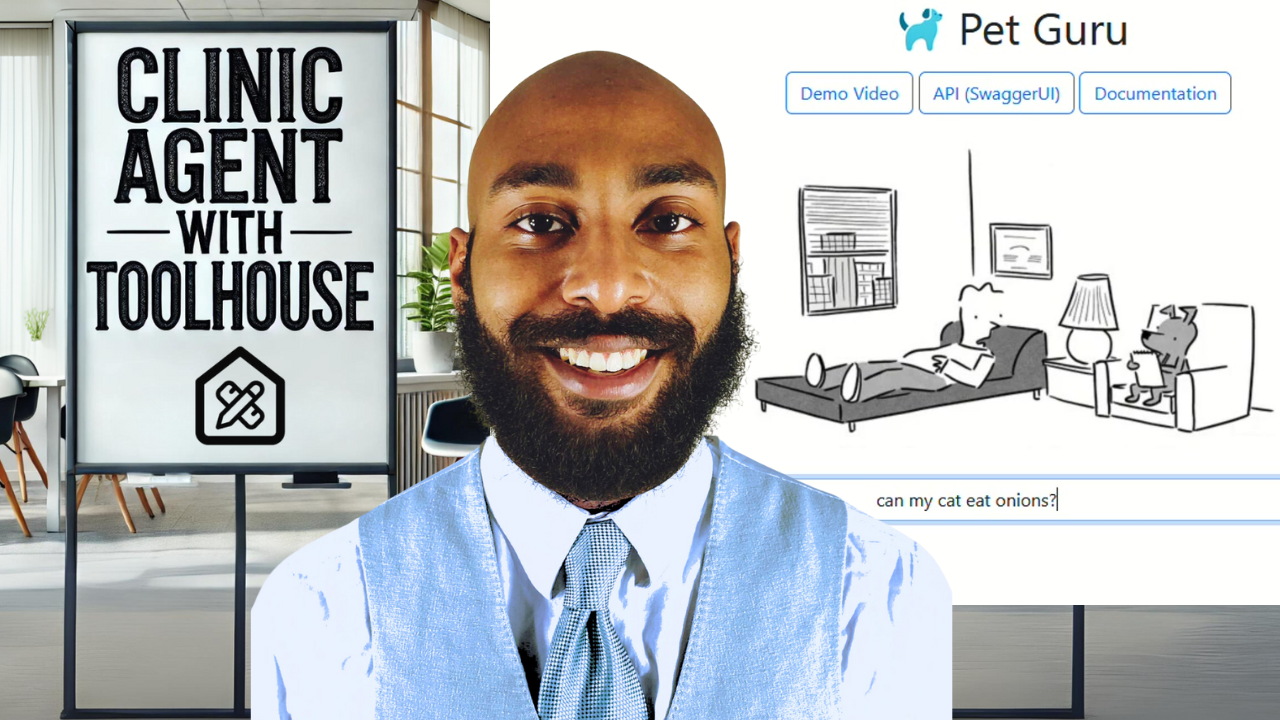 CLINIC
AGENT
WITH
TOOLHOUSE
Pet Guru
Demo Video
API (SwaggerUI)
Documentation
can my cat eat onions?